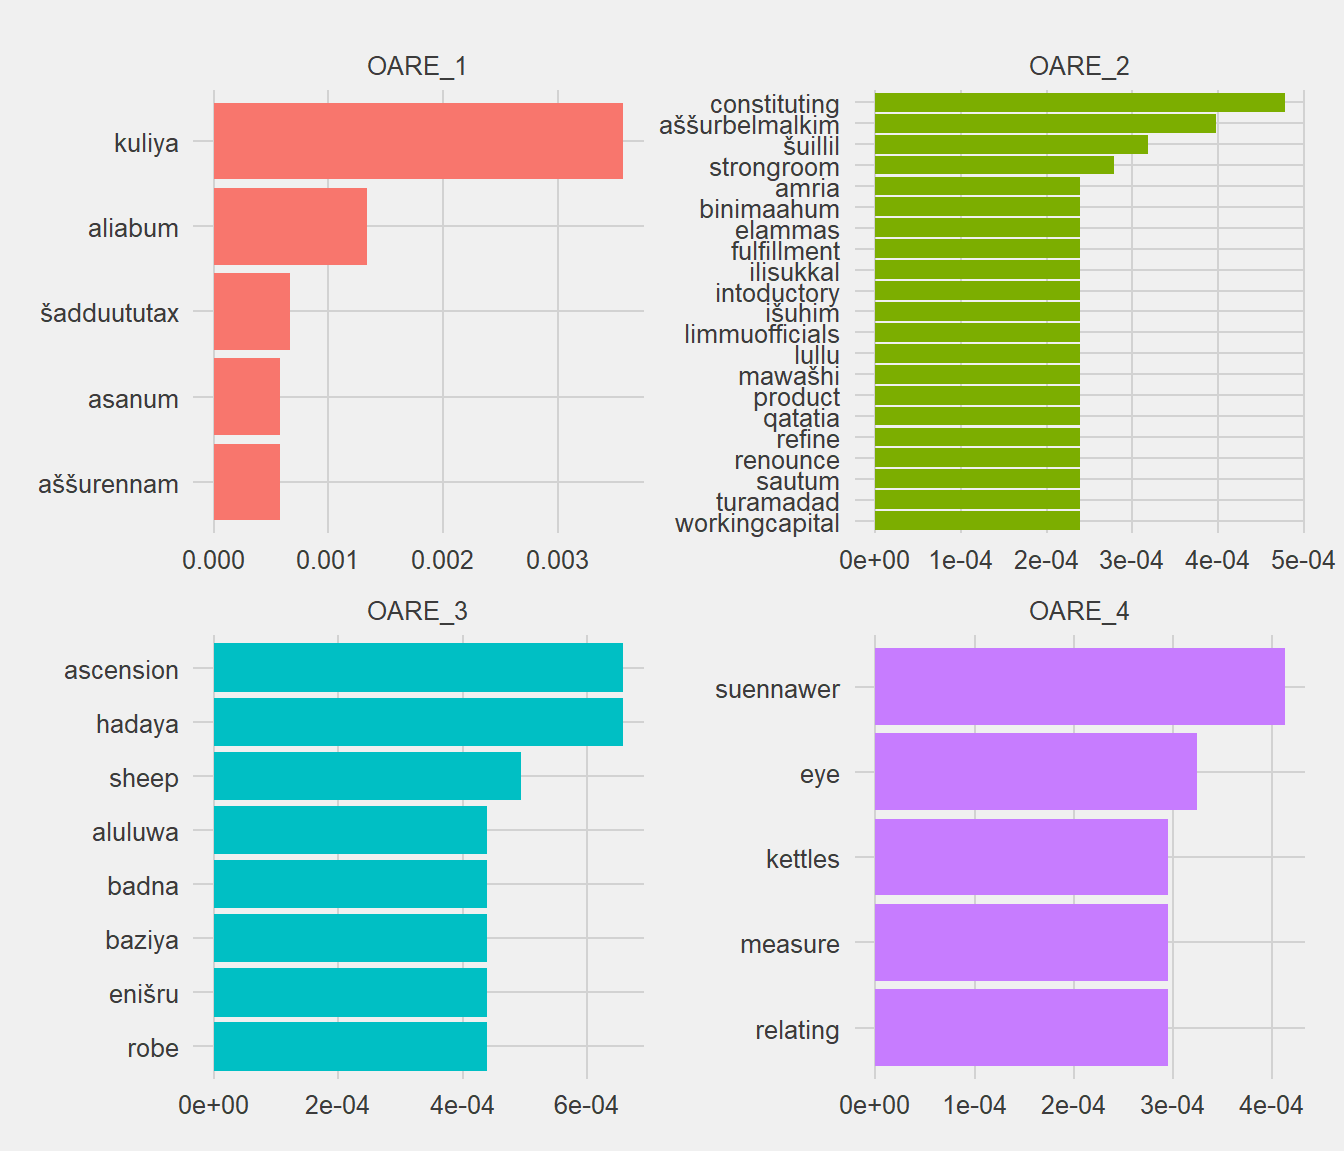 OARE_1
kuliya
aliabum
šadduututax
asanum
aššurennam
0.000 0.001 0.002 0.003
OARE_2
constituting
aššurbelmalkim
šuillil
strongroom
amria
binimaahum
elammas
fulfillment
ilisukkal
intoductory
išuhim
limmuofficials
lullu
mawašhi
product
qatatia
refine
renounce
sautum
turamadad
workingcapital
0e+00 1e-04 2e-04 3e-04 4e-04 5e-04
OARE_3
ascension
hadaya
sheep
aluluwa
badna
baziya
enišru
robe
0e+00 2e-04 4e-04 6e-04
OARE_4
suennawer
eye
kettles
measure
relating
0e+00 1e-04 2e-04 3e-04 4e-04